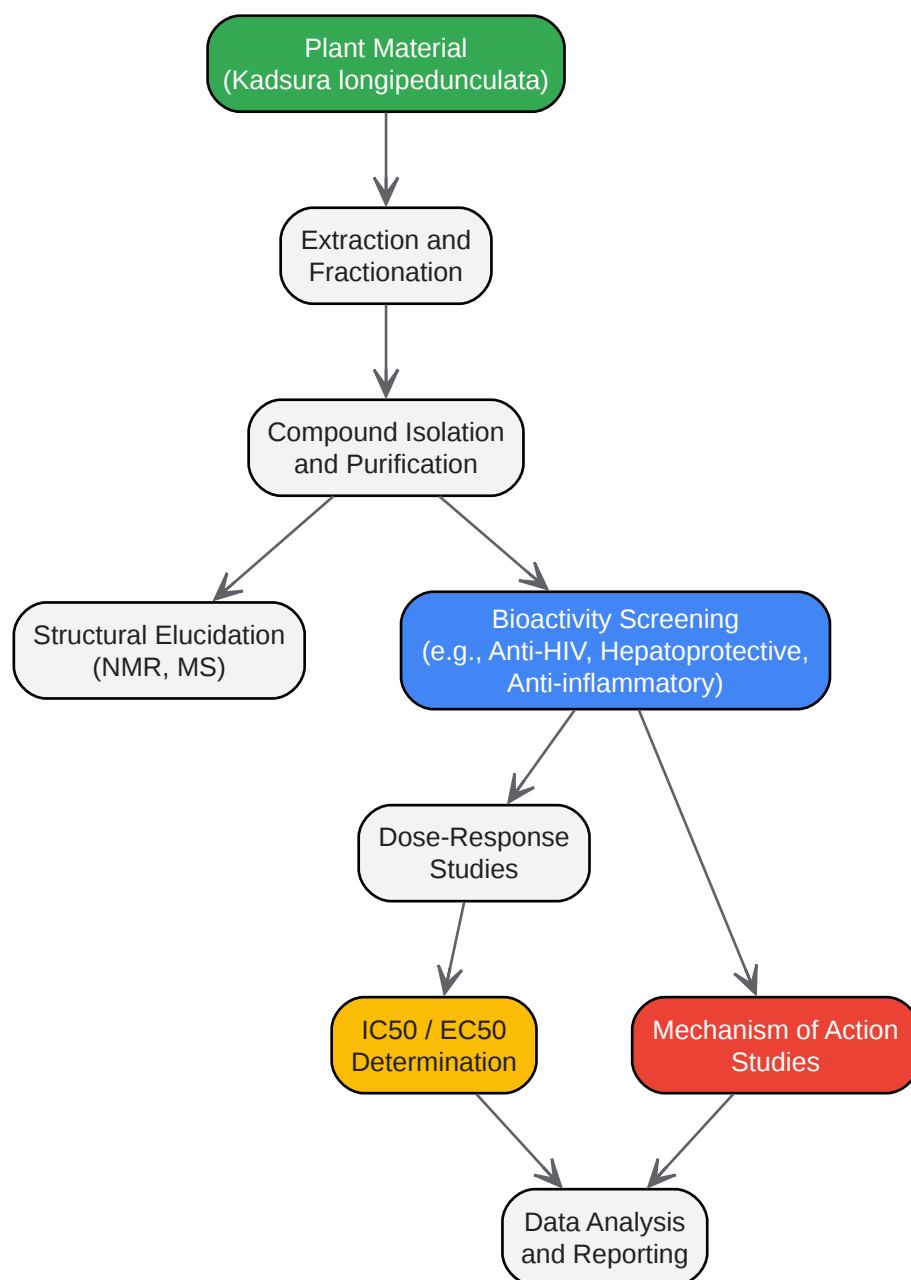 Plant Material
(Kadsura longipedunculata)
Extraction and
Fractionation
Compound Isolation
and Purification
Structural Elucidation
(NMR, MS)
Bioactivity Screening
(e.g., Anti-HIV, Hepatoprotective,
Anti-inflammatory)
Dose-Response
Studies
IC50 / EC50
Determination
Mechanism of Action
Studies
Data Analysis
and Reporting